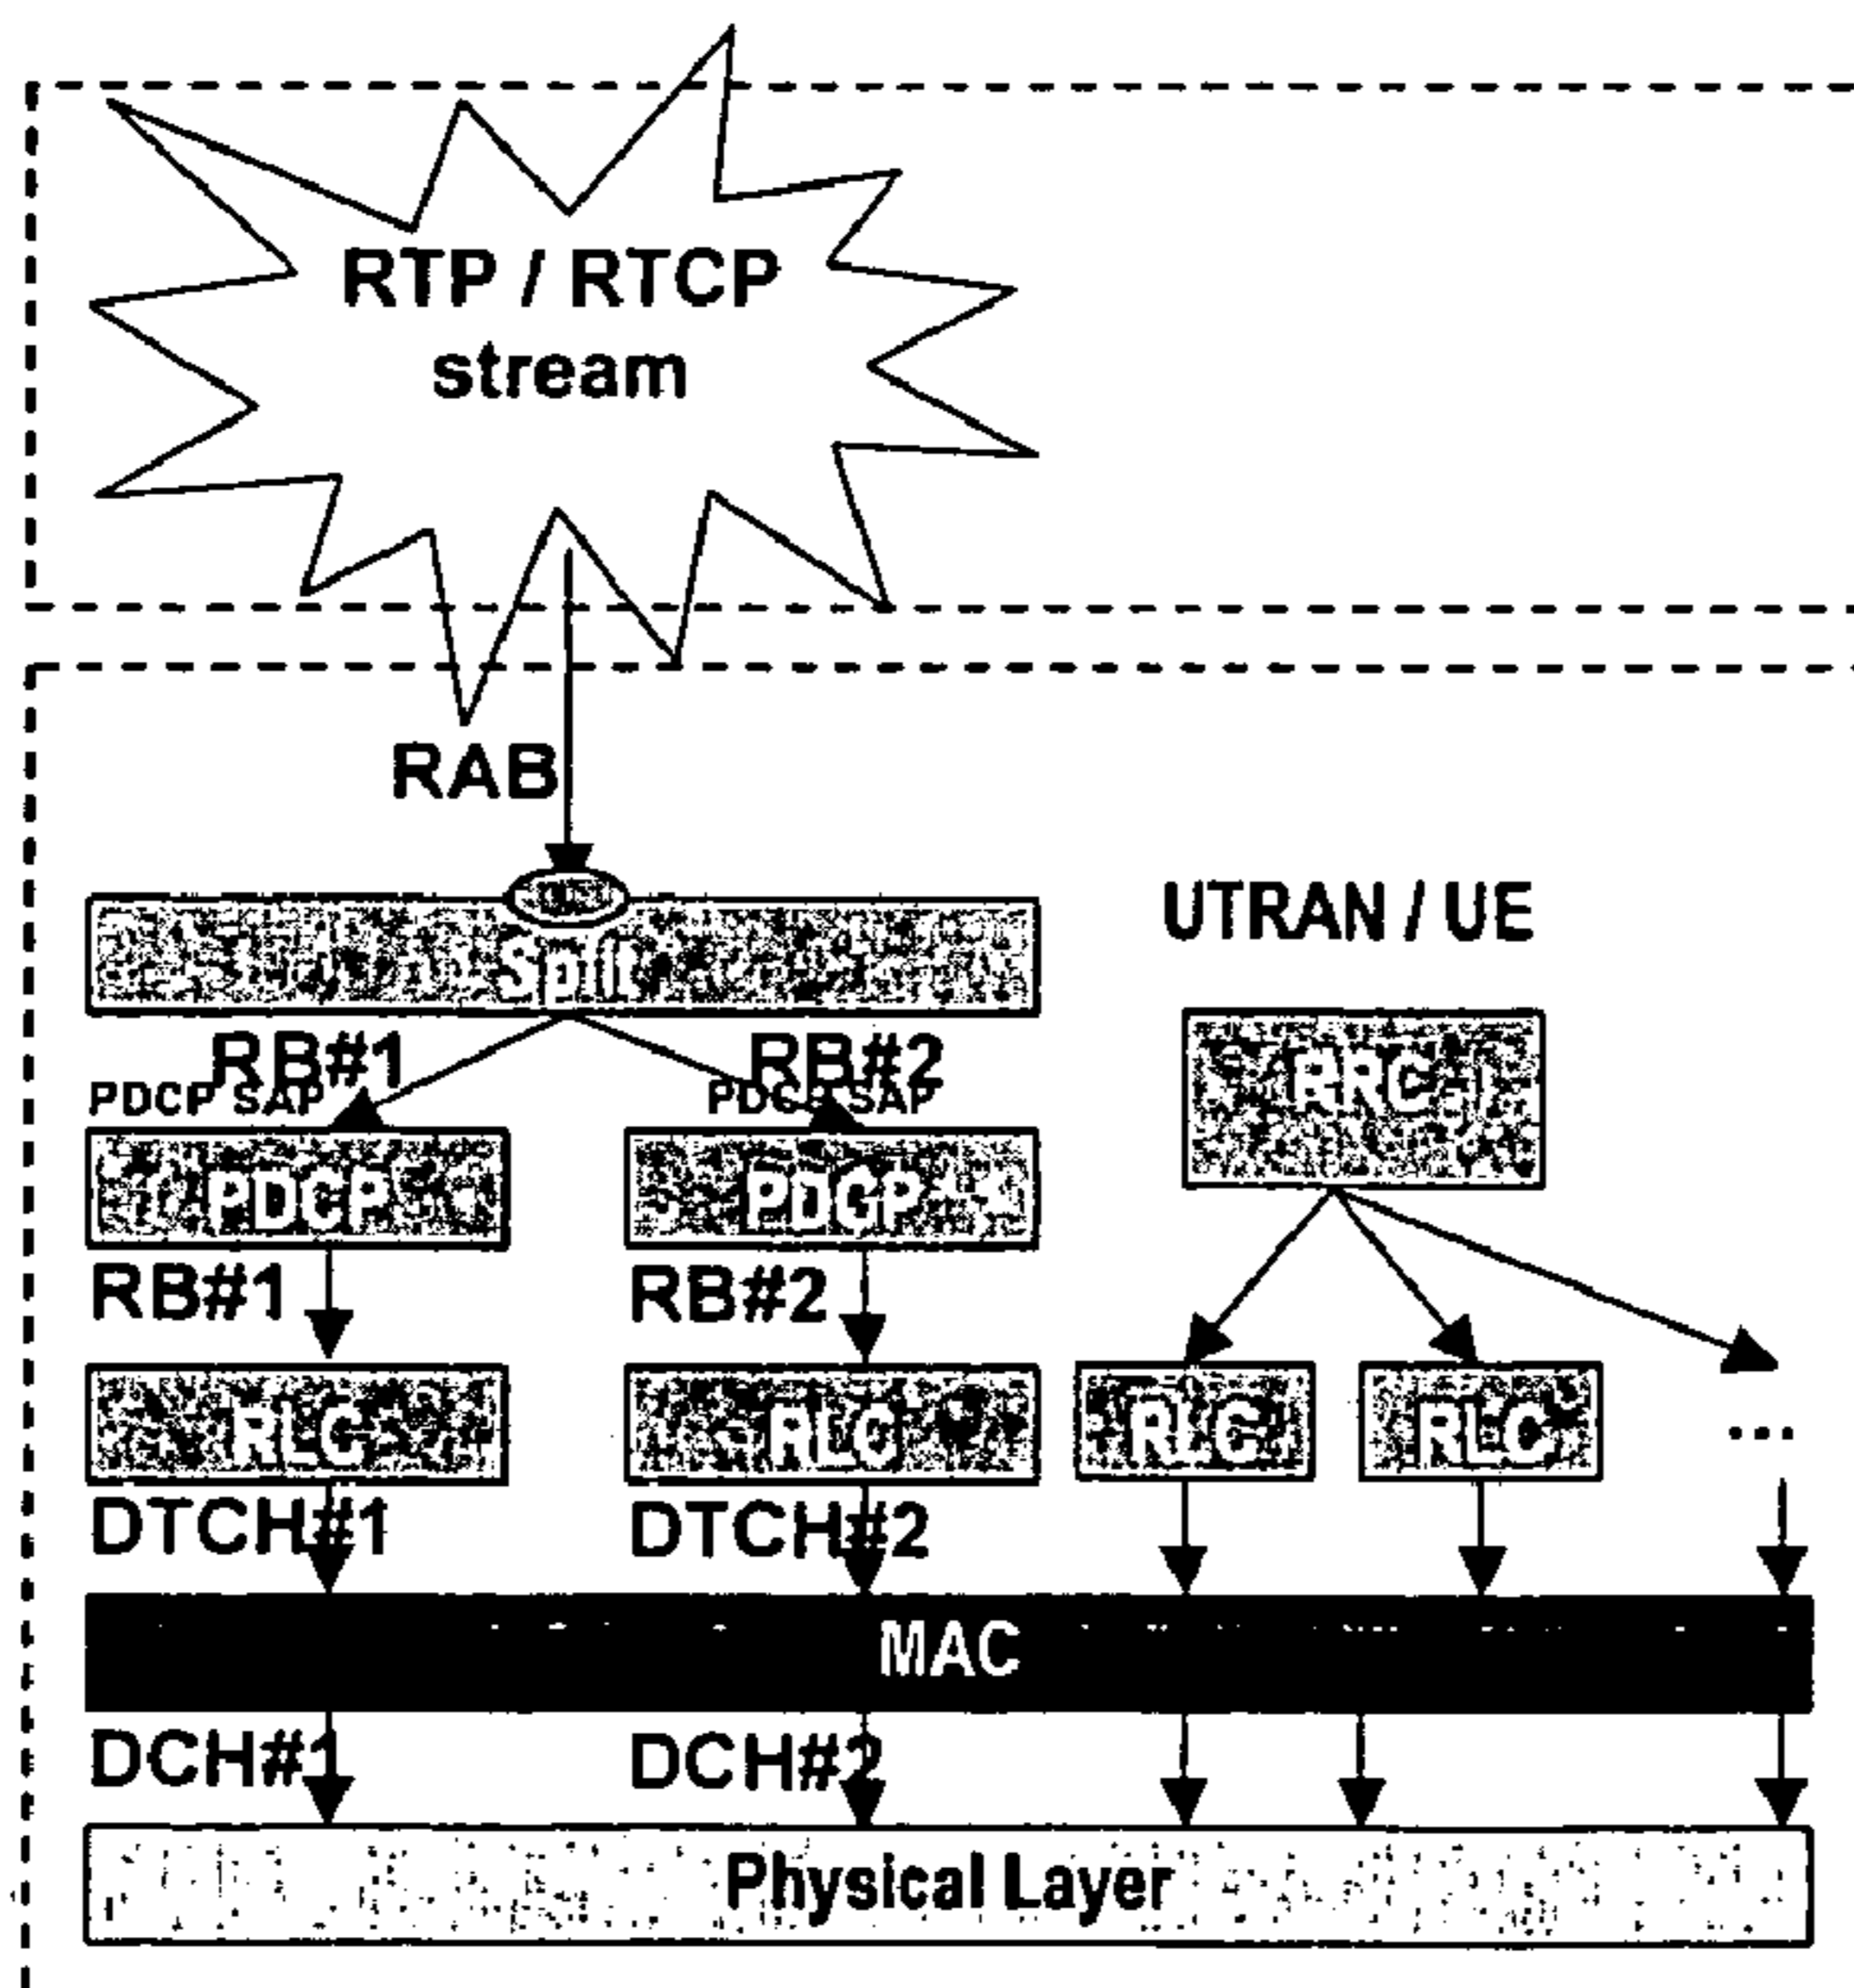 RTP / RTCP
stream
RAB
UTRAN / UE
Split
RB#1
RB#2
PDCP SAP
PDCP SAP
RRC
PDCP
PDCP
RB#1
RB#2
RLC
RLC
RLC
RLC
...
DTCH#1
DTCH#2
MAC
DCH#1
DCH#2
Physical Layer